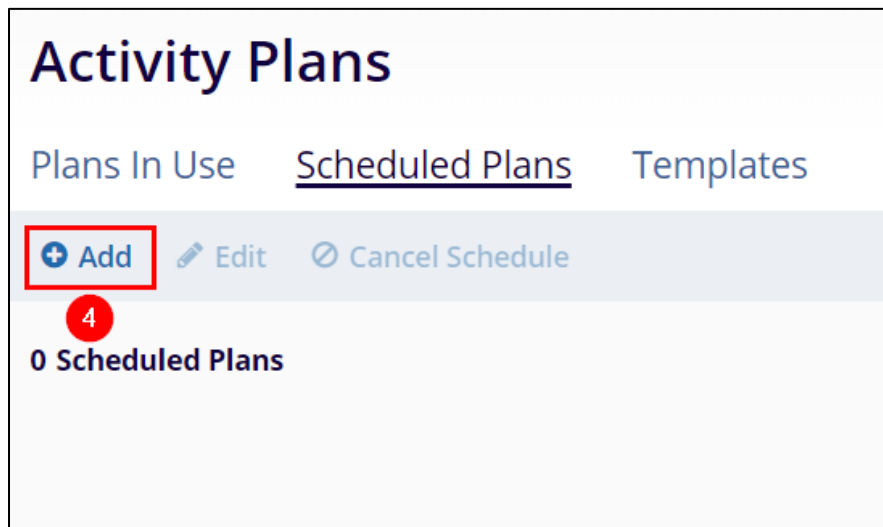 Activity Plans
Plans In Use Scheduled Plans Templates
Add Edit Cancel Schedule
4
0 Scheduled Plans